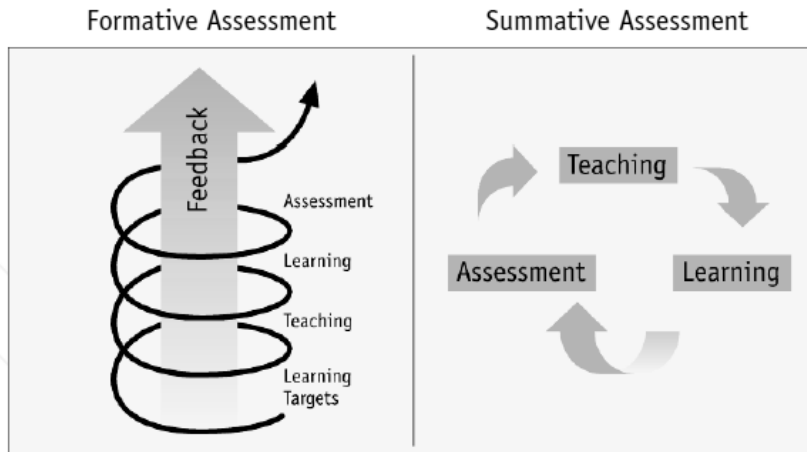 Formative Assessment
Summative Assessment
Feedback
Assessment
Learning
Teaching
Learning
Targets
Teaching
Assessment
Learning